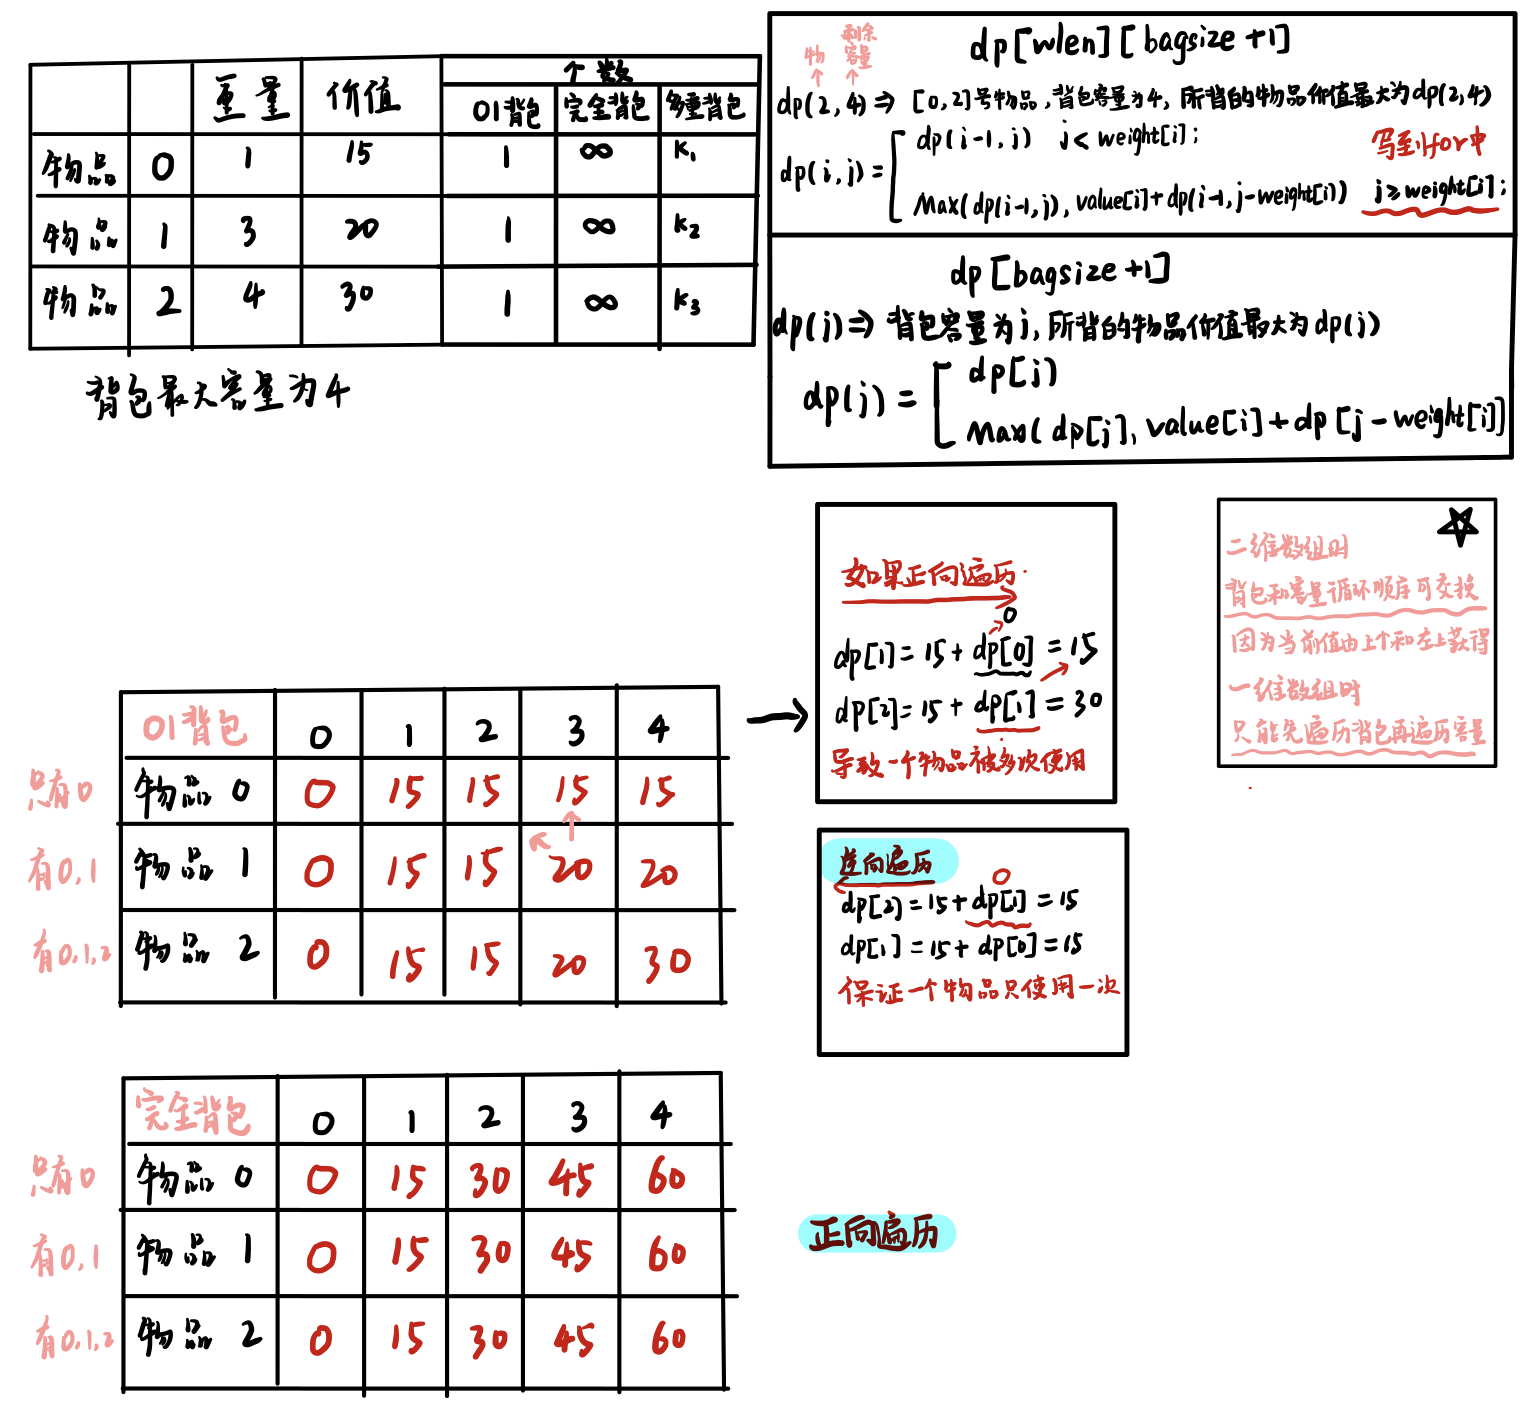 个数
重量 价值 01背包 完全背包 多重背包
物品 0 1 15 1 ∞ K₁
物品 1 3 20 1 ∞ K₂
物品 2 4 30 1 ∞ K₃
背包最大容量为4
dp[wlen][bagsize+1]
物 剩余容量
dp(2,4)⇒ [0,2]号物品,背包容量为4,所背的物品价值最大为dp(2,4)
dp(i,j)=
dp(i-1,j) j<weight[i];
写到for中
Max(dp(i-1,j),value[i]+dp(i-1,j-weight[i])) j≥weight[i];
dp[bagsize+1]
dp(j)⇒ 背包容量为j,所背的物品价值最大为dp(j)
dp(j)=
dp[j]
Max(dp[j],value[i]+dp[j-weight[i]]
如果正向遍历.
0
dp[1]=15+dp[0]=15
dp[2]=15+dp[1]=30
导致一个物品被多次使用
二维数组时
背包和容量循环顺序可交换
因为当前值由上个和左上获得
一维数组时
只能先遍历背包再遍历容量
01背包 0 1 2 3 4
只有0 物品 0 0 15 15 15 15
有0,1 物品 1 0 15 15 20 20
有0,1,2 物品 2 0 15 15 20 30
逆向遍历
0
dp[2]=15+dp[1]=15
dp[1]=15+dp[0]=15
保证一个物品只使用一次
完全背包 0 1 2 3 4
只有0 物品 0 0 15 30 45 60
有0,1 物品 1 0 15 30 45 60
有0,1,2 物品 2 0 15 30 45 60
正向遍历